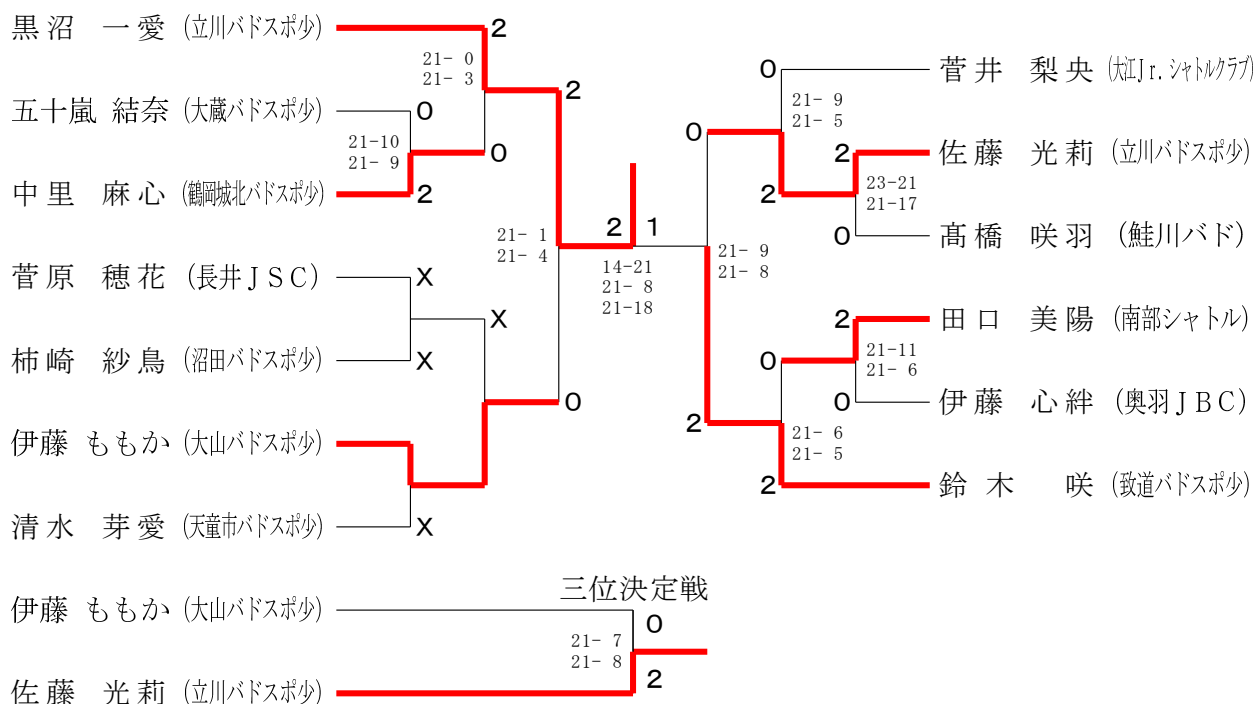 黒沼 一愛 (立川バドスポ少)
2
21- 0
21- 3
五十嵐 結奈 (大蔵バドスポ少)
0
21-10
21- 9
0
中里 麻心 (鶴岡城北バドスポ少)
2
2
21- 1
21- 4
菅原 穂花 (長井JSC)
X
X
柿崎 紗鳥 (沼田バドスポ少)
X
0
伊藤 ももか (大山バドスポ少)
清水 芽愛 (天童市バドスポ少)
X
2 1
14-21
21- 8
21-18
0
菅井 梨央 (大江Jr.シャトルクラブ)
21- 9
21- 5
0
2
佐藤 光莉 (立川バドスポ少)
2
23-21
21-17
0
髙橋 咲羽 (鮭川バド)
21- 9
21- 8
2
田口 美陽 (南部シャトル)
0
21-11
21- 6
0
伊藤 心絆 (奥羽JBC)
2
21- 6
21- 5
2
鈴木 咲 (致道バドスポ少)
三位決定戦
伊藤 ももか (大山バドスポ少)
0
21- 7
21- 8
2
佐藤 光莉 (立川バドスポ少)